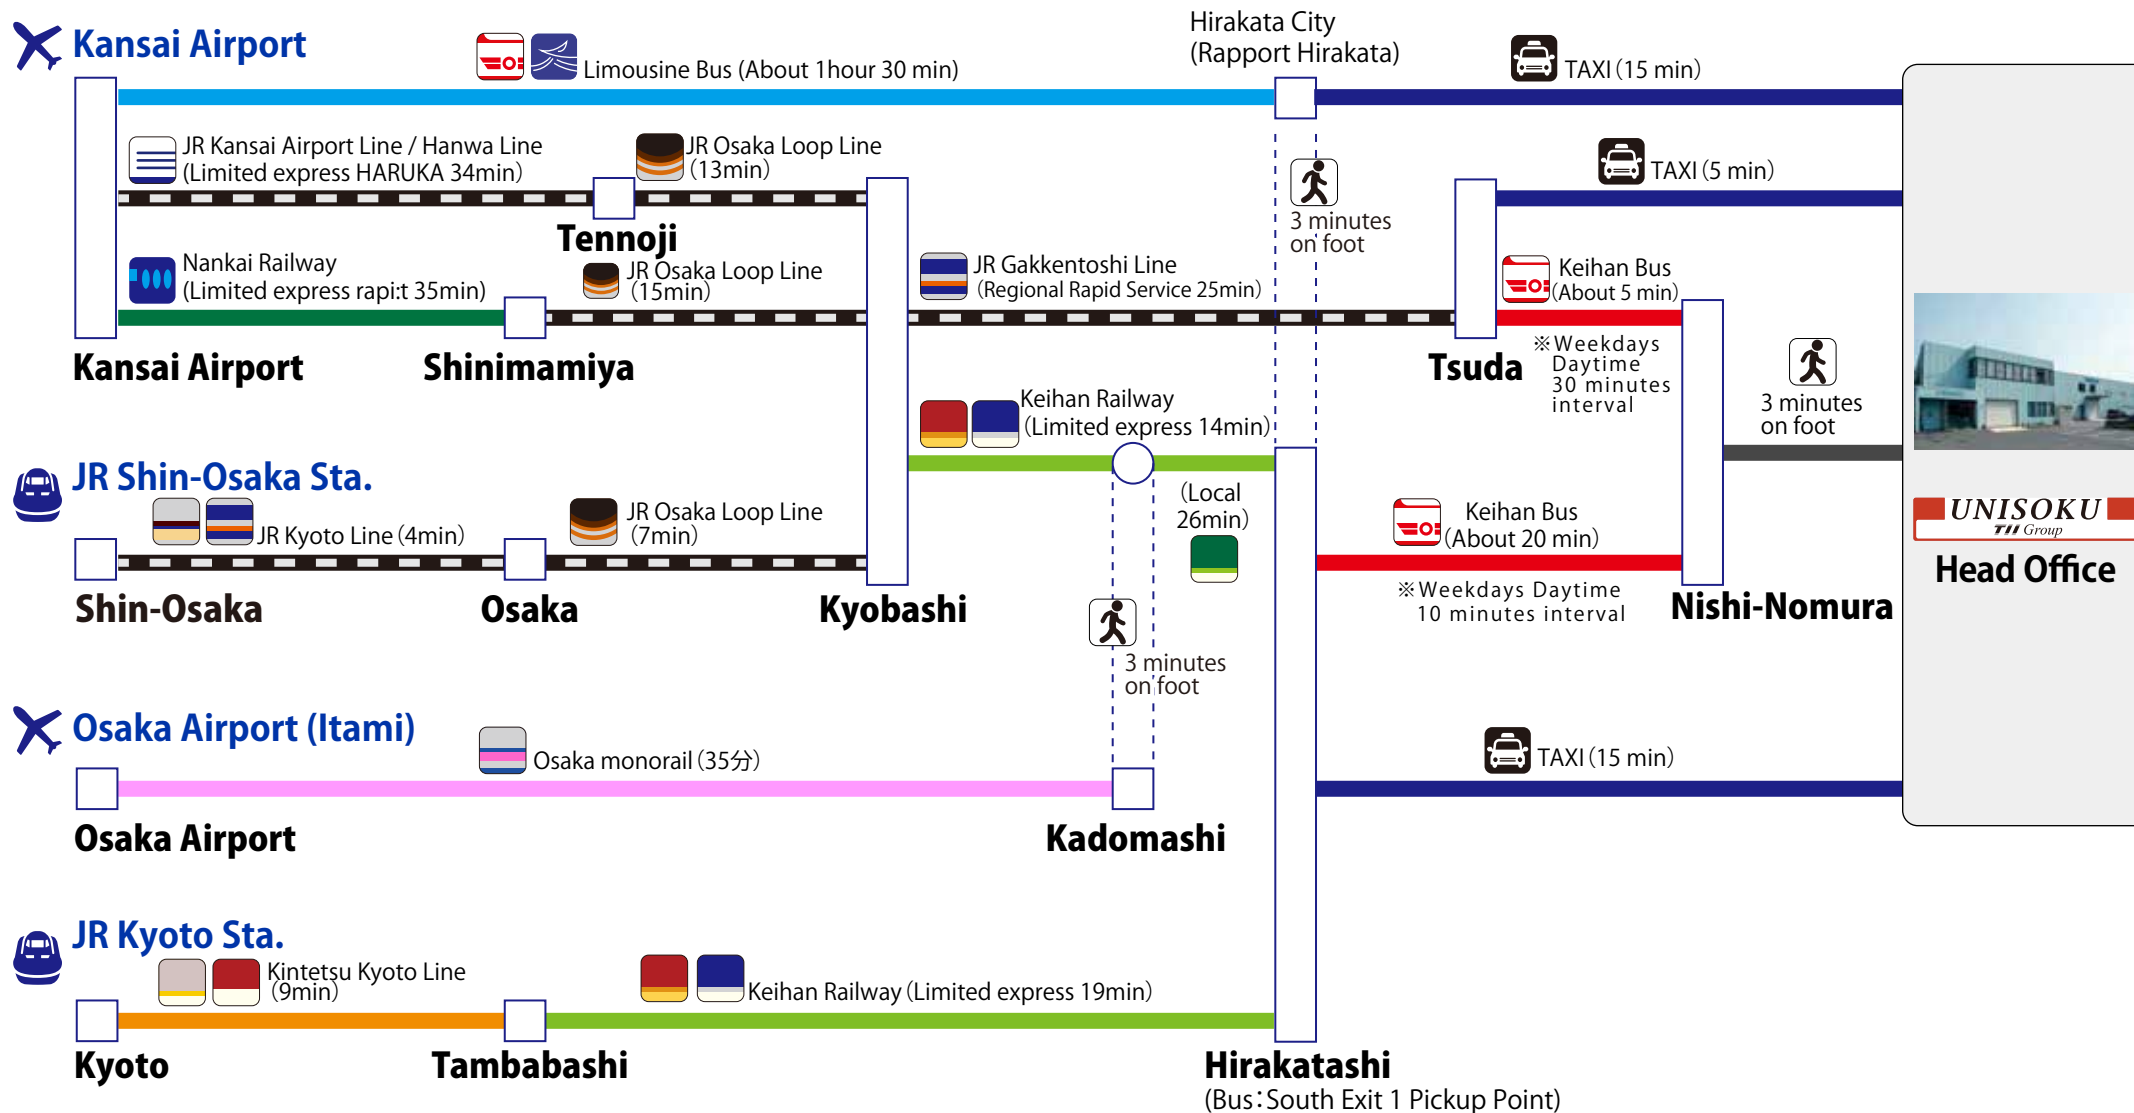 Kansai Airport
Limousine Bus (About 1hour 30 min)
Hirakata City
(Rapport Hirakata)
TAXI (15 min)
JR Kansai Airport Line / Hanwa Line
(Limited express HARUKA 34min)
JR Osaka Loop Line
(13min)
3 minutes
on foot
TAXI (5 min)
Tennoji
Nankai Railway
(Limited express rapi:t 35min)
JR Osaka Loop Line
(15min)
JR Gakkentoshi Line
(Regional Rapid Service 25min)
Keihan Bus
(About 5 min)
Kansai Airport
Shinimamiya
Tsuda
※Weekdays
Daytime
30 minutes
interval
3 minutes
on foot
Keihan Railway
(Limited express 14min)
JR Shin-Osaka Sta.
JR Kyoto Line (4min)
JR Osaka Loop Line
(7min)
(Local
26min)
Keihan Bus
(About 20 min)
UNISOKU
TII Group
Head Office
Shin-Osaka
Osaka
Kyobashi
※Weekdays Daytime
10 minutes interval
Nishi-Nomura
3 minutes
on foot
Osaka Airport (Itami)
Osaka monorail (35分)
TAXI (15 min)
Osaka Airport
Kadomashi
JR Kyoto Sta.
Kintetsu Kyoto Line
(9min)
Keihan Railway (Limited express 19min)
Kyoto
Tambabashi
Hirakatashi
(Bus：South Exit 1 Pickup Point)